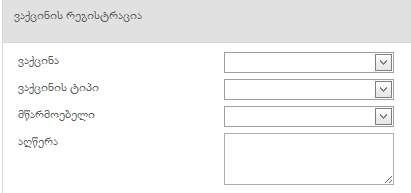 ვაქცინის რეგისტრაცია
ვაქცინა
ვაქცინის ტიპი
მწარმოებელი
აღწერა